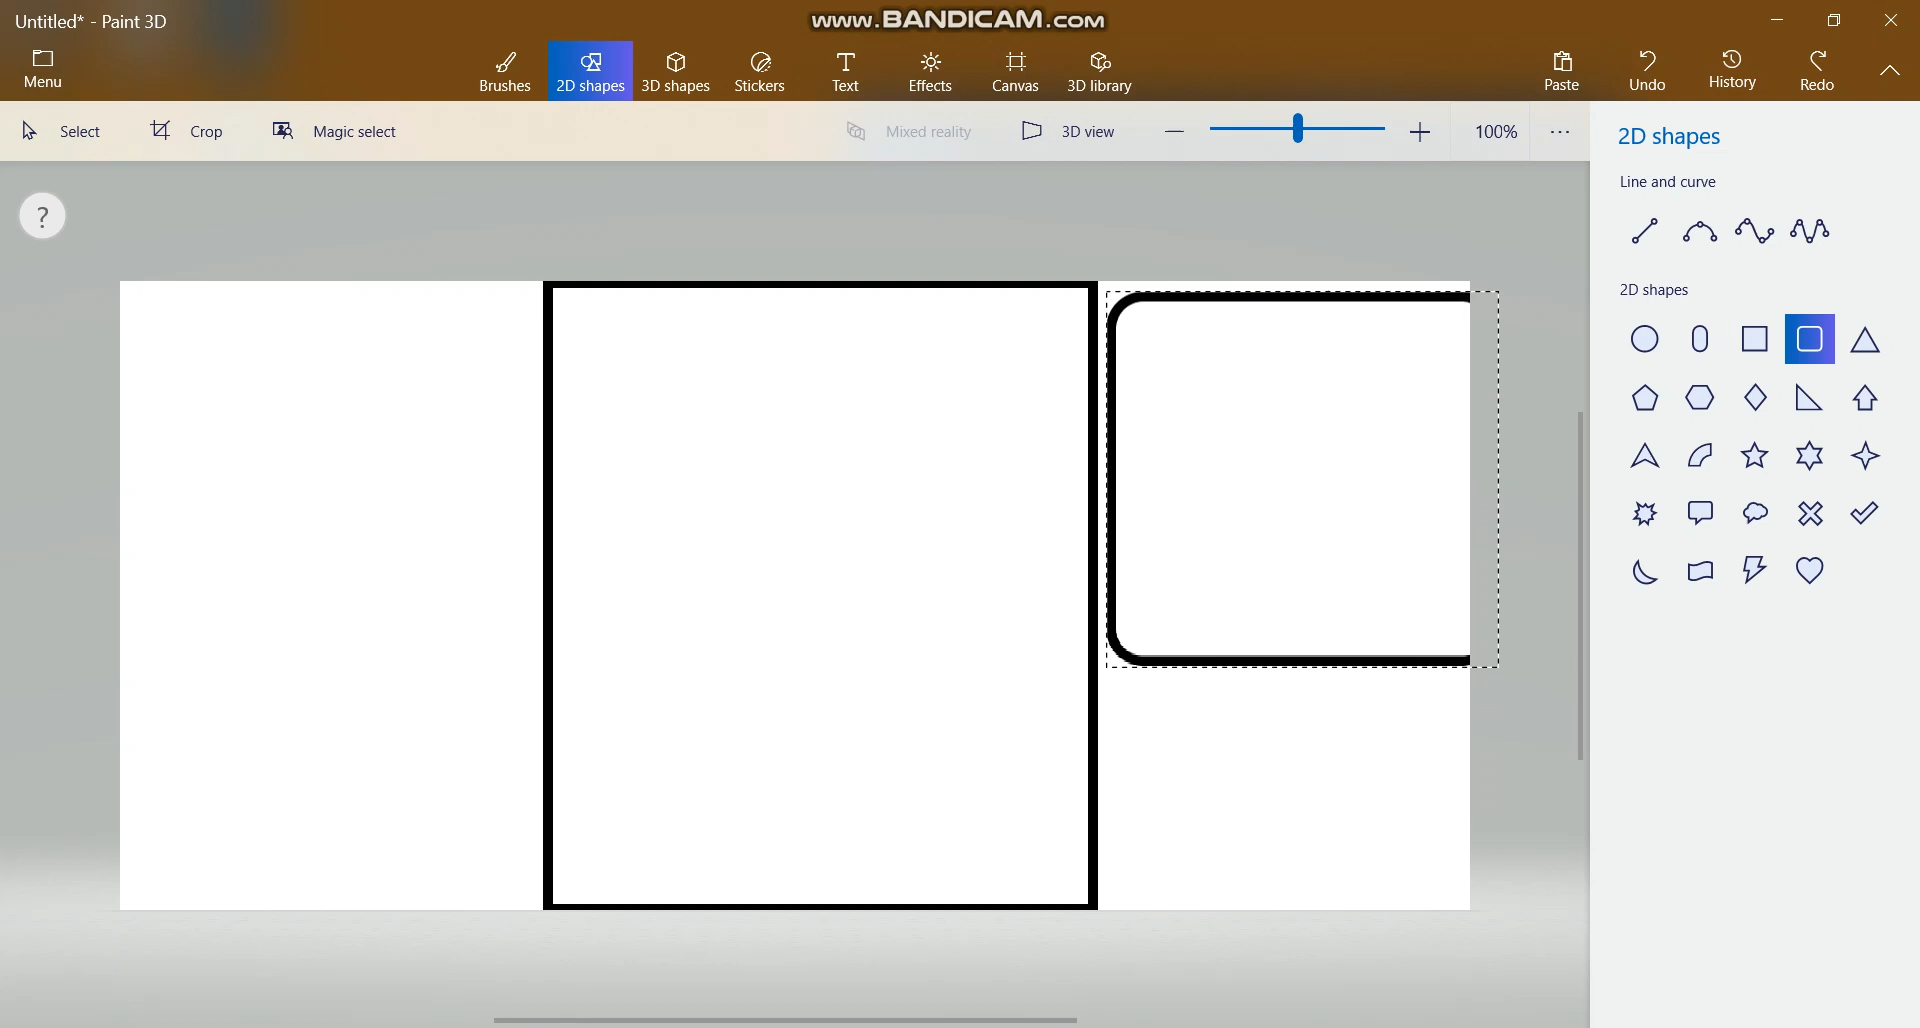 Untitled* - Paint 3D
www.BANDICAM.com
Menu
Brushes
2D shapes
3D shapes
Stickers
Text
Effects
Canvas
3D library
Paste
Undo
History
Redo
Select
Crop
Magic select
Mixed reality
3D view
100%
?
2D shapes
Line and curve
2D shapes